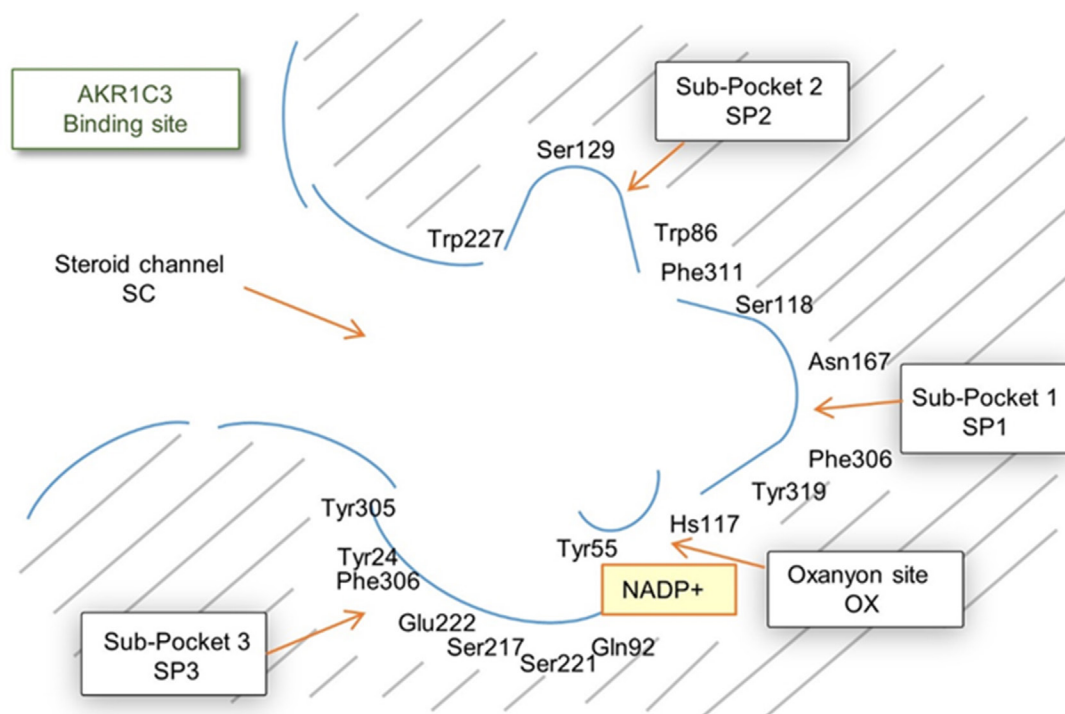 AKR1C3
Binding site
Sub-Pocket 2
SP2
Ser129
Trp227
Trp86
Phe311
Steroid channel
SC
Ser118
Asn167
Sub-Pocket 1
SP1
Phe306
Tyr319
Tyr305
Hs117
Tyr55
Tyr24
Phe306
NADP+
Oxanyon site
OX
Glu222
Ser217
Ser221
Gln92
Sub-Pocket 3
SP3